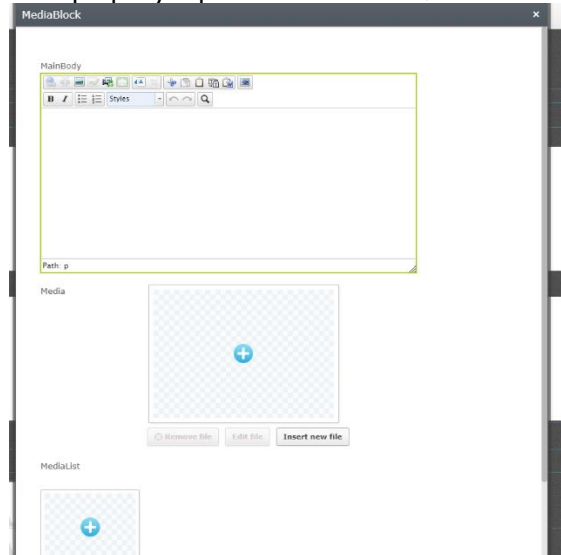 MediaBlock ×
MainBody
B I Styles
Path: p
Media
Remove file Edit file Insert new file
MediaList